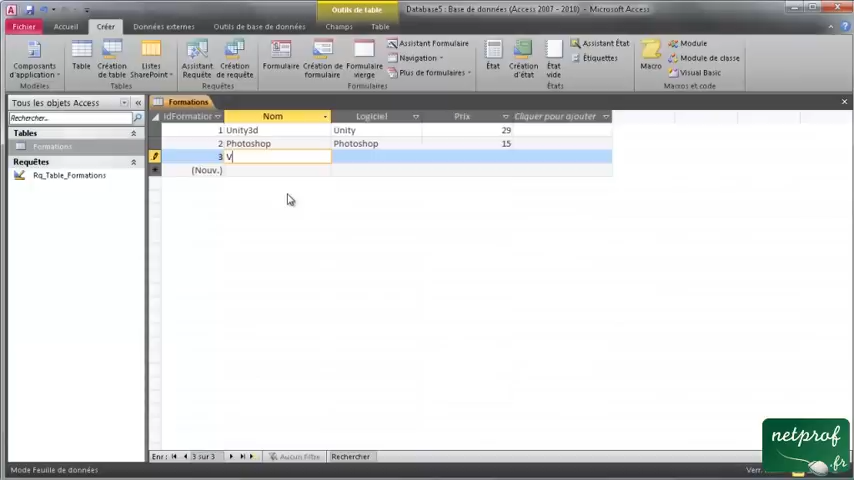 Outils de table
Database5 : Base de données (Access 2007 - 2010) - Microsoft Access
Fichier Accueil Créer Données externes Outils de base de données Champs Table
Composants d'application
Table
Création de table
Listes SharePoint
Assistant Requête
Création de requête
Formulaire
Création de formulaire
Formulaire vierge
Assistant Formulaire
Navigation
Plus de formulaires
État
Création d'état
État vide
Assistant État
Étiquettes
Macro
Module
Module de classe
Visual Basic
Modèles Tables Requêtes Formulaires États Macros et code
Tous les objets Access
Rechercher...
Tables
Formations
Requêtes
Rq_Table_Formations
Formations
IdFormation Nom Logiciel Prix Cliquer pour ajouter
1 Unity3d Unity 29
2 Photoshop Photoshop 15
3 V
(Nouv.)
Enr : 3 sur 3 Aucun filtre Rechercher
Mode Feuille de données
Verr.
netprof
.fr